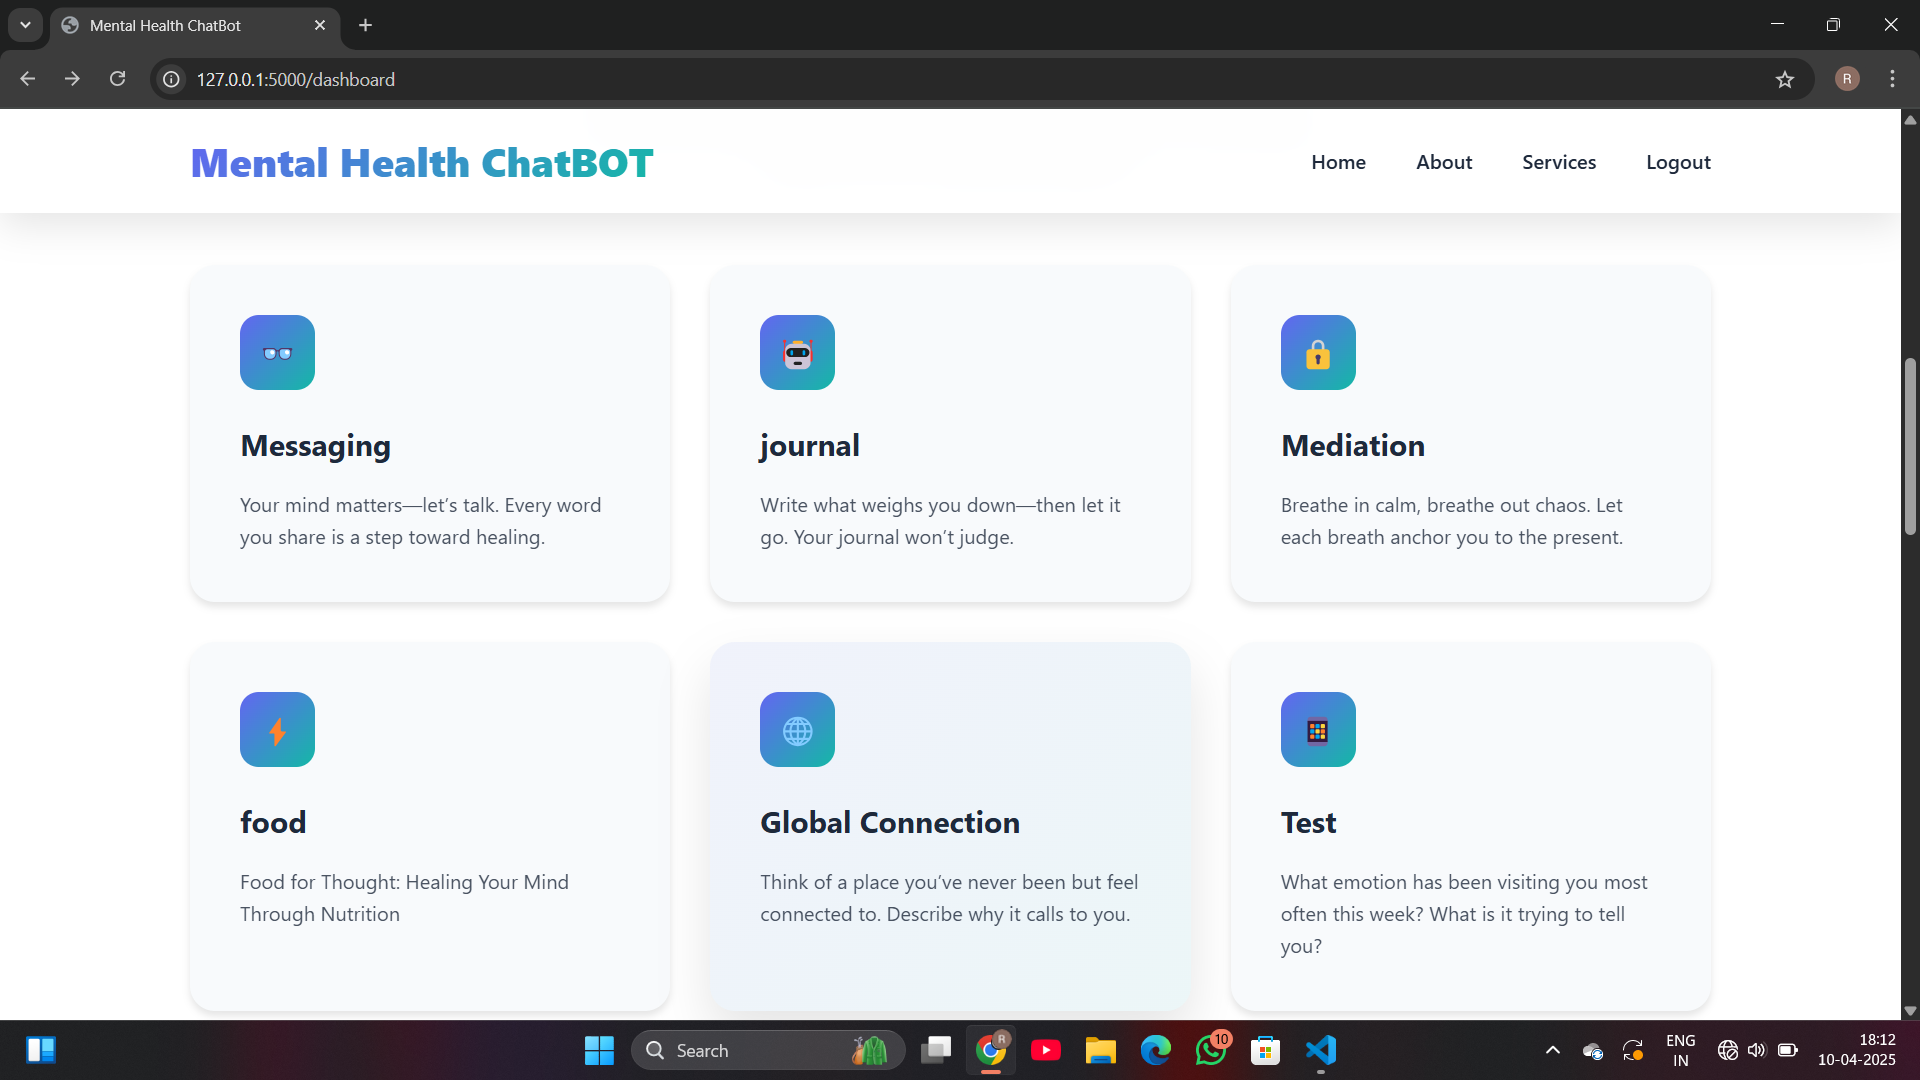 Mental Health ChatBot
127.0.0.1:5000/dashboard
R
Mental Health ChatBOT
Home
About
Services
Logout
Messaging
Your mind matters—let’s talk. Every word
you share is a step toward healing.
journal
Write what weighs you down—then let it
go. Your journal won’t judge.
Mediation
Breathe in calm, breathe out chaos. Let
each breath anchor you to the present.
food
Food for Thought: Healing Your Mind
Through Nutrition
Global Connection
Think of a place you’ve never been but feel
connected to. Describe why it calls to you.
Test
What emotion has been visiting you most
often this week? What is it trying to tell
you?
Search
R
10
ENG
IN
18:12
10-04-2025